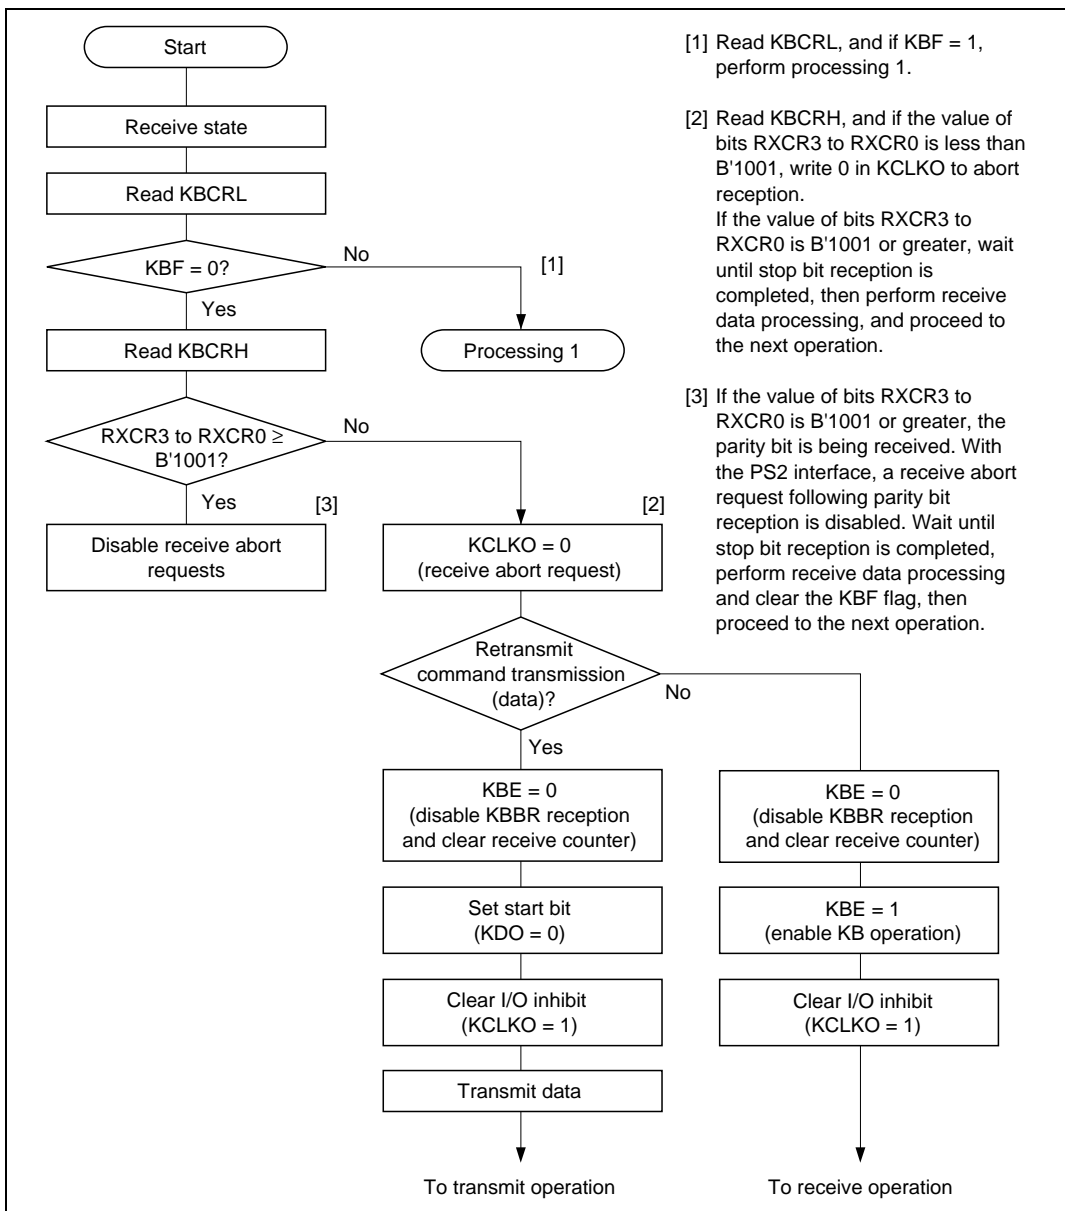 Start
Receive state
Read KBCRL
KBF = 0?
No
[1]
Yes
Processing 1
Read KBCRH
RXCR3 to RXCR0 ≥
B'1001?
No
Yes
[3]
[2]
Disable receive abort
requests
KCLKO = 0
(receive abort request)
Retransmit
command transmission
(data)?
No
Yes
KBE = 0
(disable KBBR reception
and clear receive counter)
Set start bit
(KDO = 0)
Clear I/O inhibit
(KCLKO = 1)
Transmit data
To transmit operation
KBE = 0
(disable KBBR reception
and clear receive counter)
KBE = 1
(enable KB operation)
Clear I/O inhibit
(KCLKO = 1)
To receive operation
[1] Read KBCRL, and if KBF = 1,
perform processing 1.
[2] Read KBCRH, and if the value of
bits RXCR3 to RXCR0 is less than
B'1001, write 0 in KCLKO to abort
reception.
If the value of bits RXCR3 to
RXCR0 is B'1001 or greater, wait
until stop bit reception is
completed, then perform receive
data processing, and proceed to
the next operation.
[3] If the value of bits RXCR3 to
RXCR0 is B'1001 or greater, the
parity bit is being received. With
the PS2 interface, a receive abort
request following parity bit
reception is disabled. Wait until
stop bit reception is completed,
perform receive data processing
and clear the KBF flag, then
proceed to the next operation.